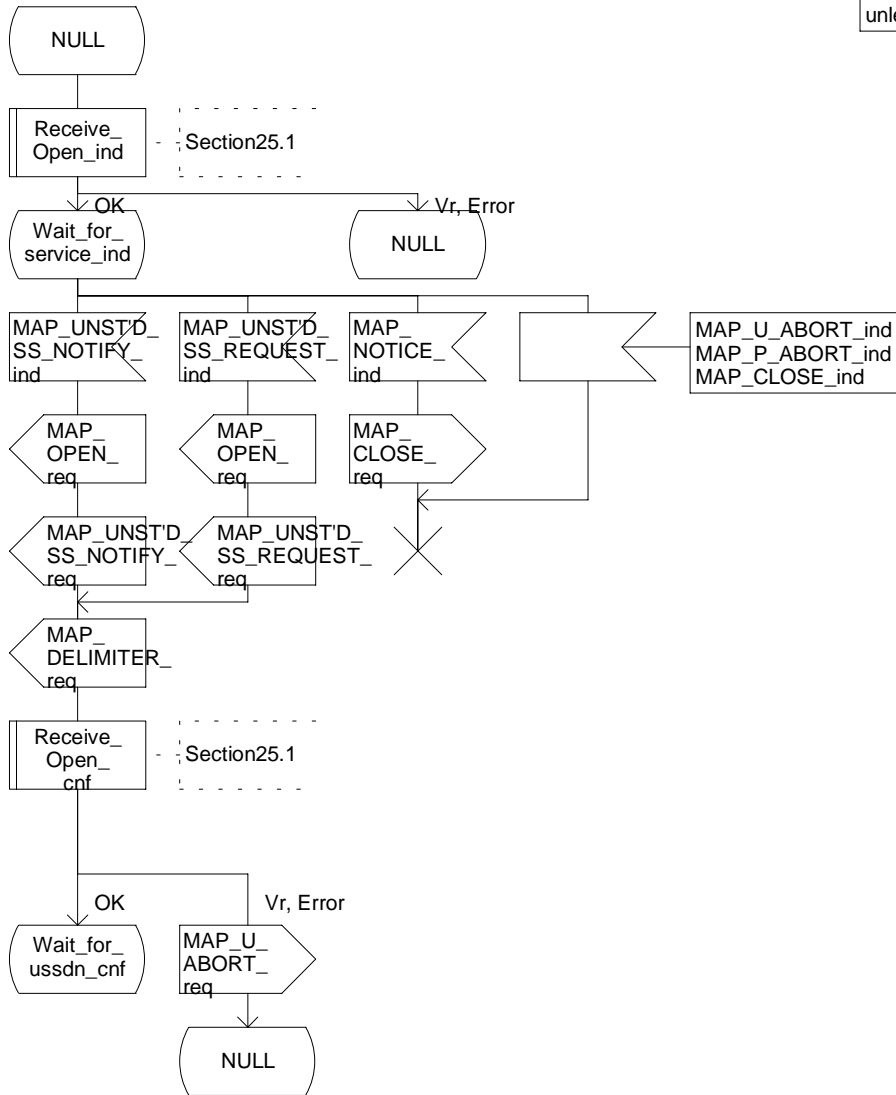 unle
NULL
Receive_
Open_ind
Section25.1
OK
Vr, Error
Wait_for_
service_ind
NULL
MAP_UNST'D_
SS_NOTIFY_
ind
MAP_UNST'D_
SS_REQUEST_
ind
MAP_
NOTICE_
ind
MAP_U_ABORT_ind
MAP_P_ABORT_ind
MAP_CLOSE_ind
MAP_
OPEN_
req
MAP_
OPEN_
req
MAP_
CLOSE_
req
MAP_UNST'D_
SS_NOTIFY_
req
MAP_UNST'D_
SS_REQUEST_
req
MAP_
DELIMITER_
req
Receive_
Open_
cnf
Section25.1
OK
Vr, Error
Wait_for_
ussdn_cnf
MAP_U_
ABORT_
req
NULL